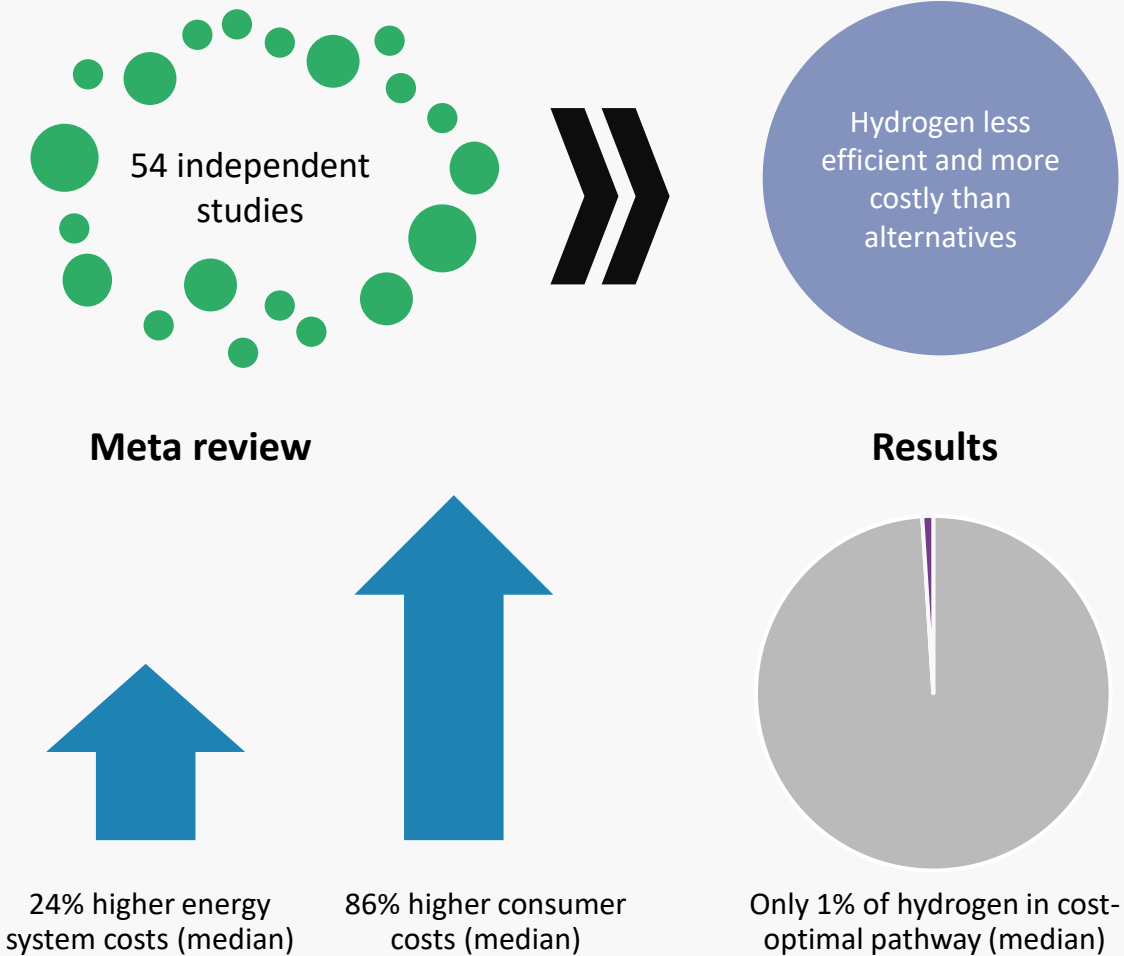 54 independent
studies
Hydrogen less
efficient and more
costly than
alternatives
Meta review
Results
24% higher energy
system costs (median)
86% higher consumer
costs (median)
Only 1% of hydrogen in cost-
optimal pathway (median)